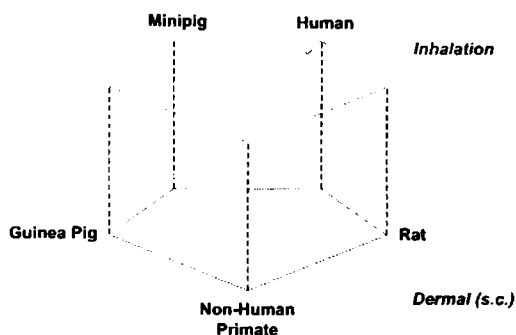 Minipig
Human
Inhalation
Guinea Pig
Rat
Non-Human
Primate
Dermal (s.c.)